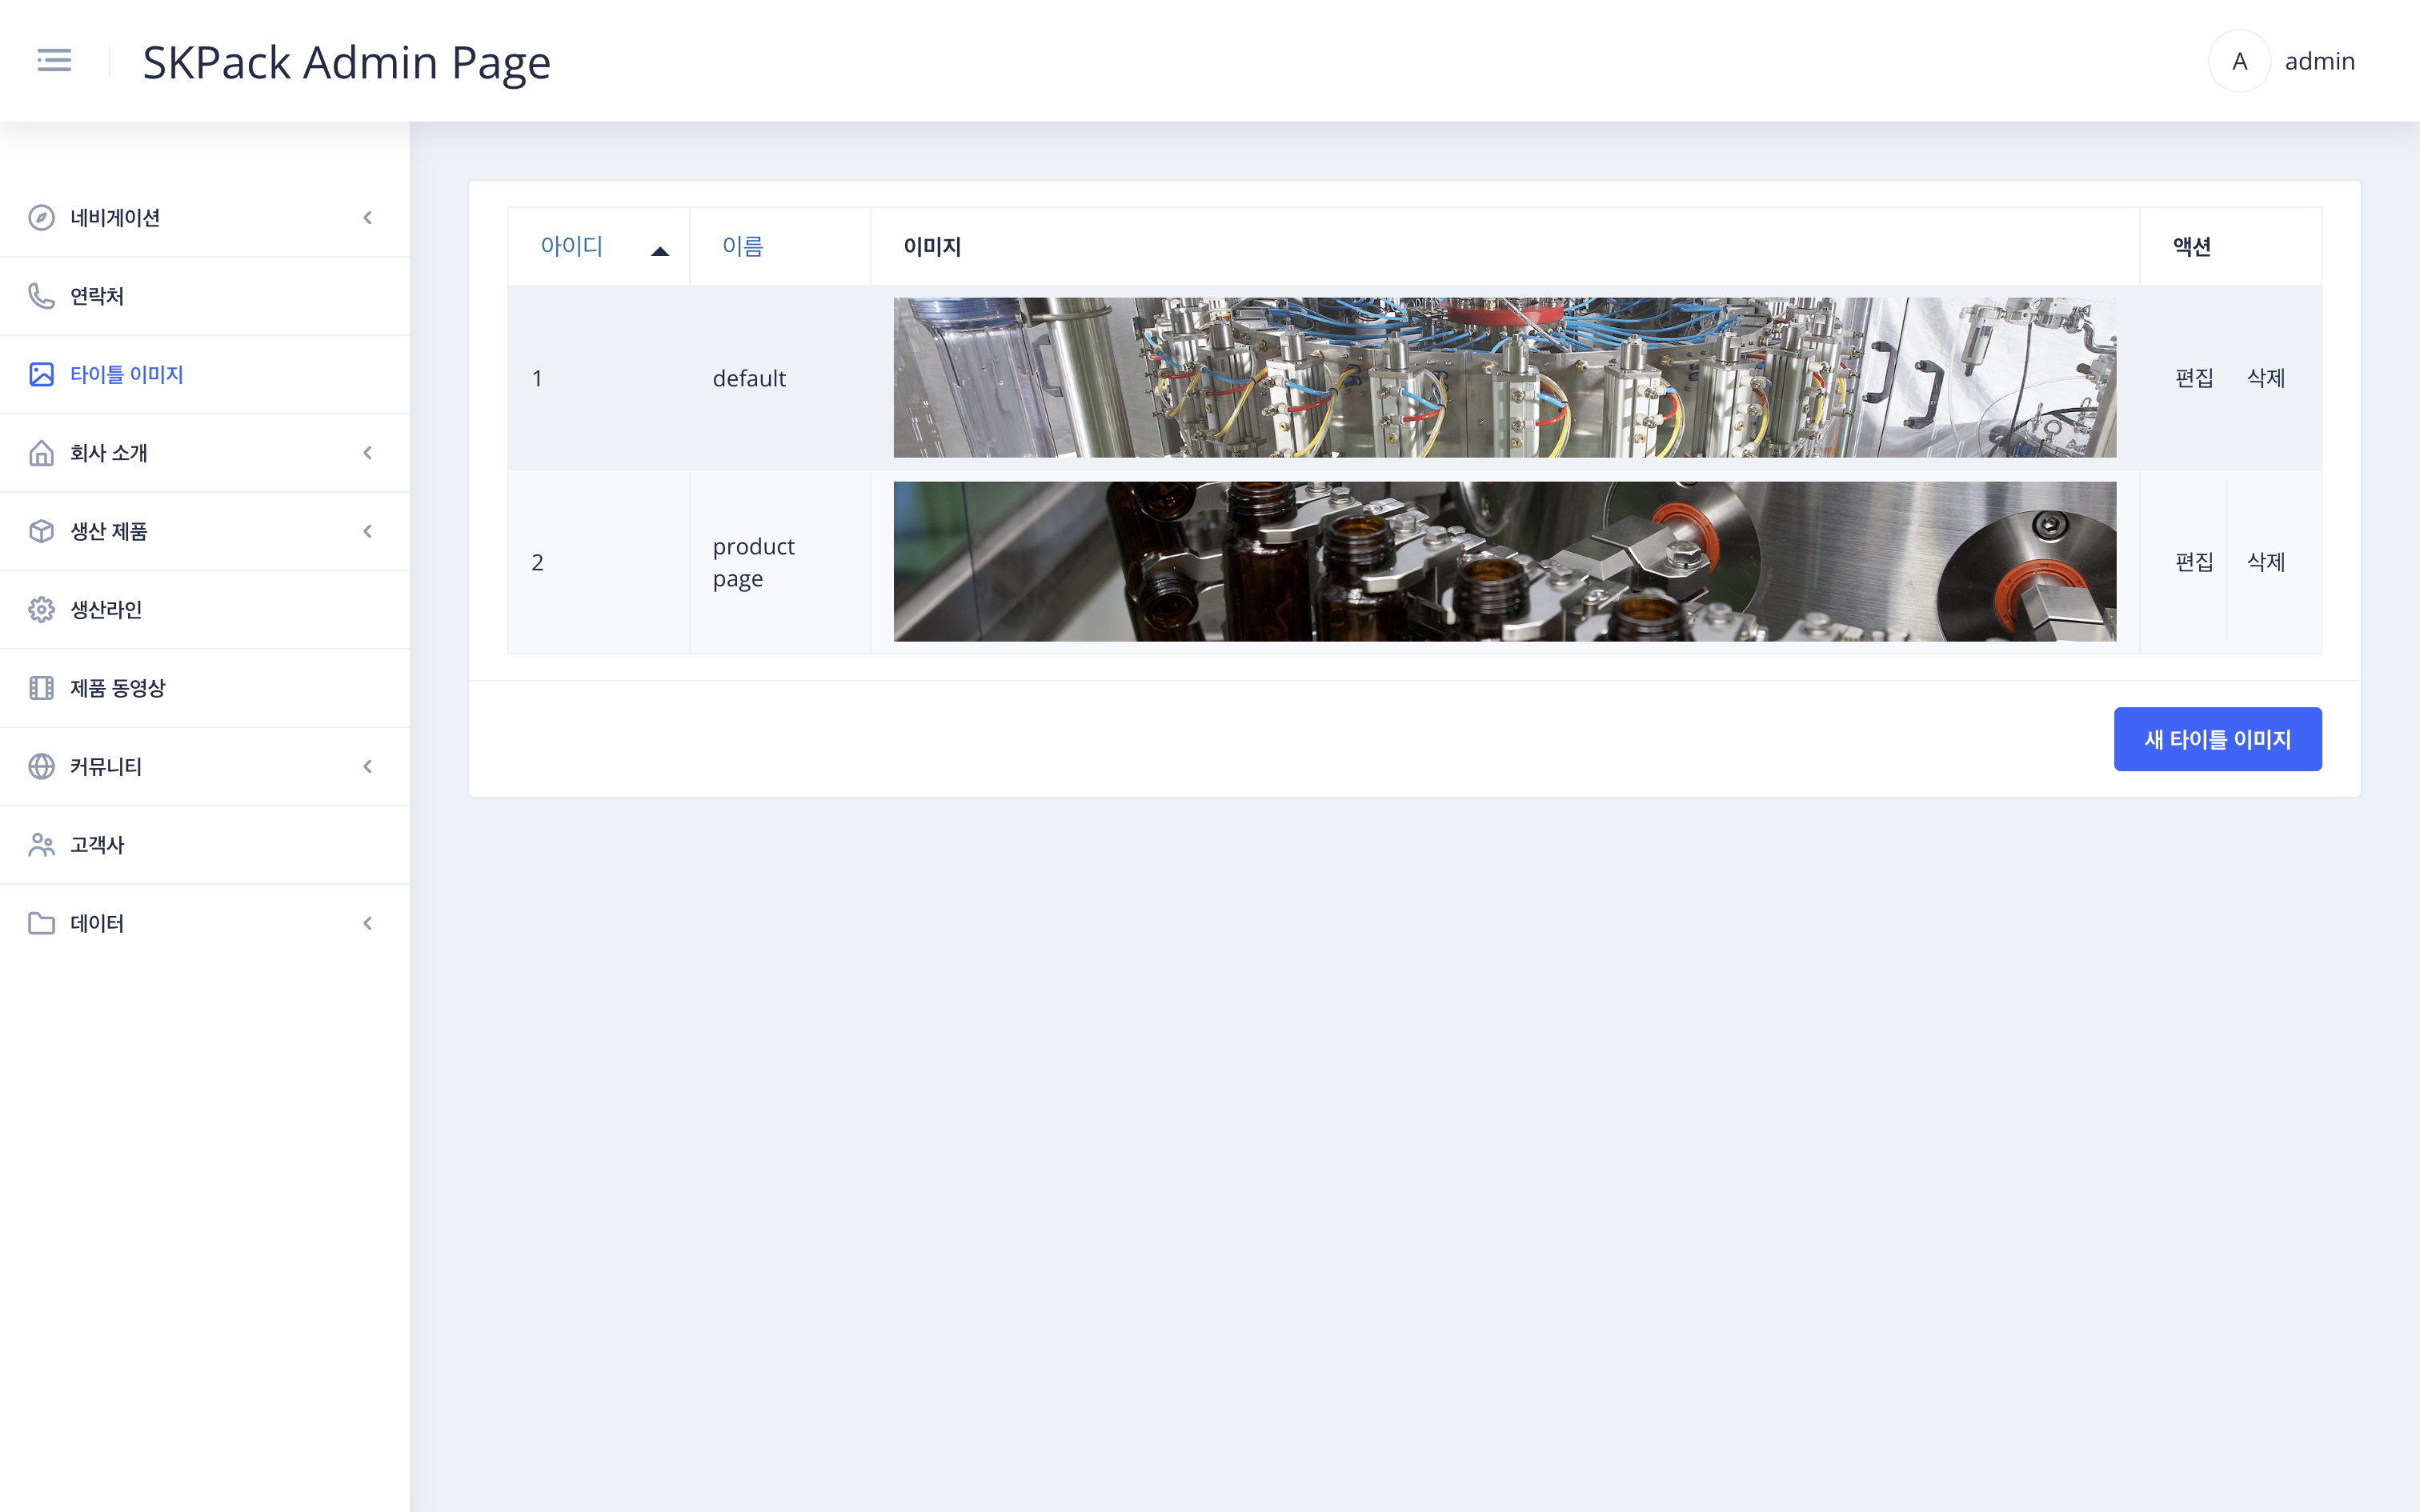 SKPack Admin Page
A
admin
네비게이션
연락처
타이틀 이미지
회사 소개
생산 제품
생산라인
제품 동영상
커뮤니티
고객사
데이터
아이디
이름
이미지
액션
1
default
편집
삭제
2
product
page
편집
삭제
새 타이틀 이미지